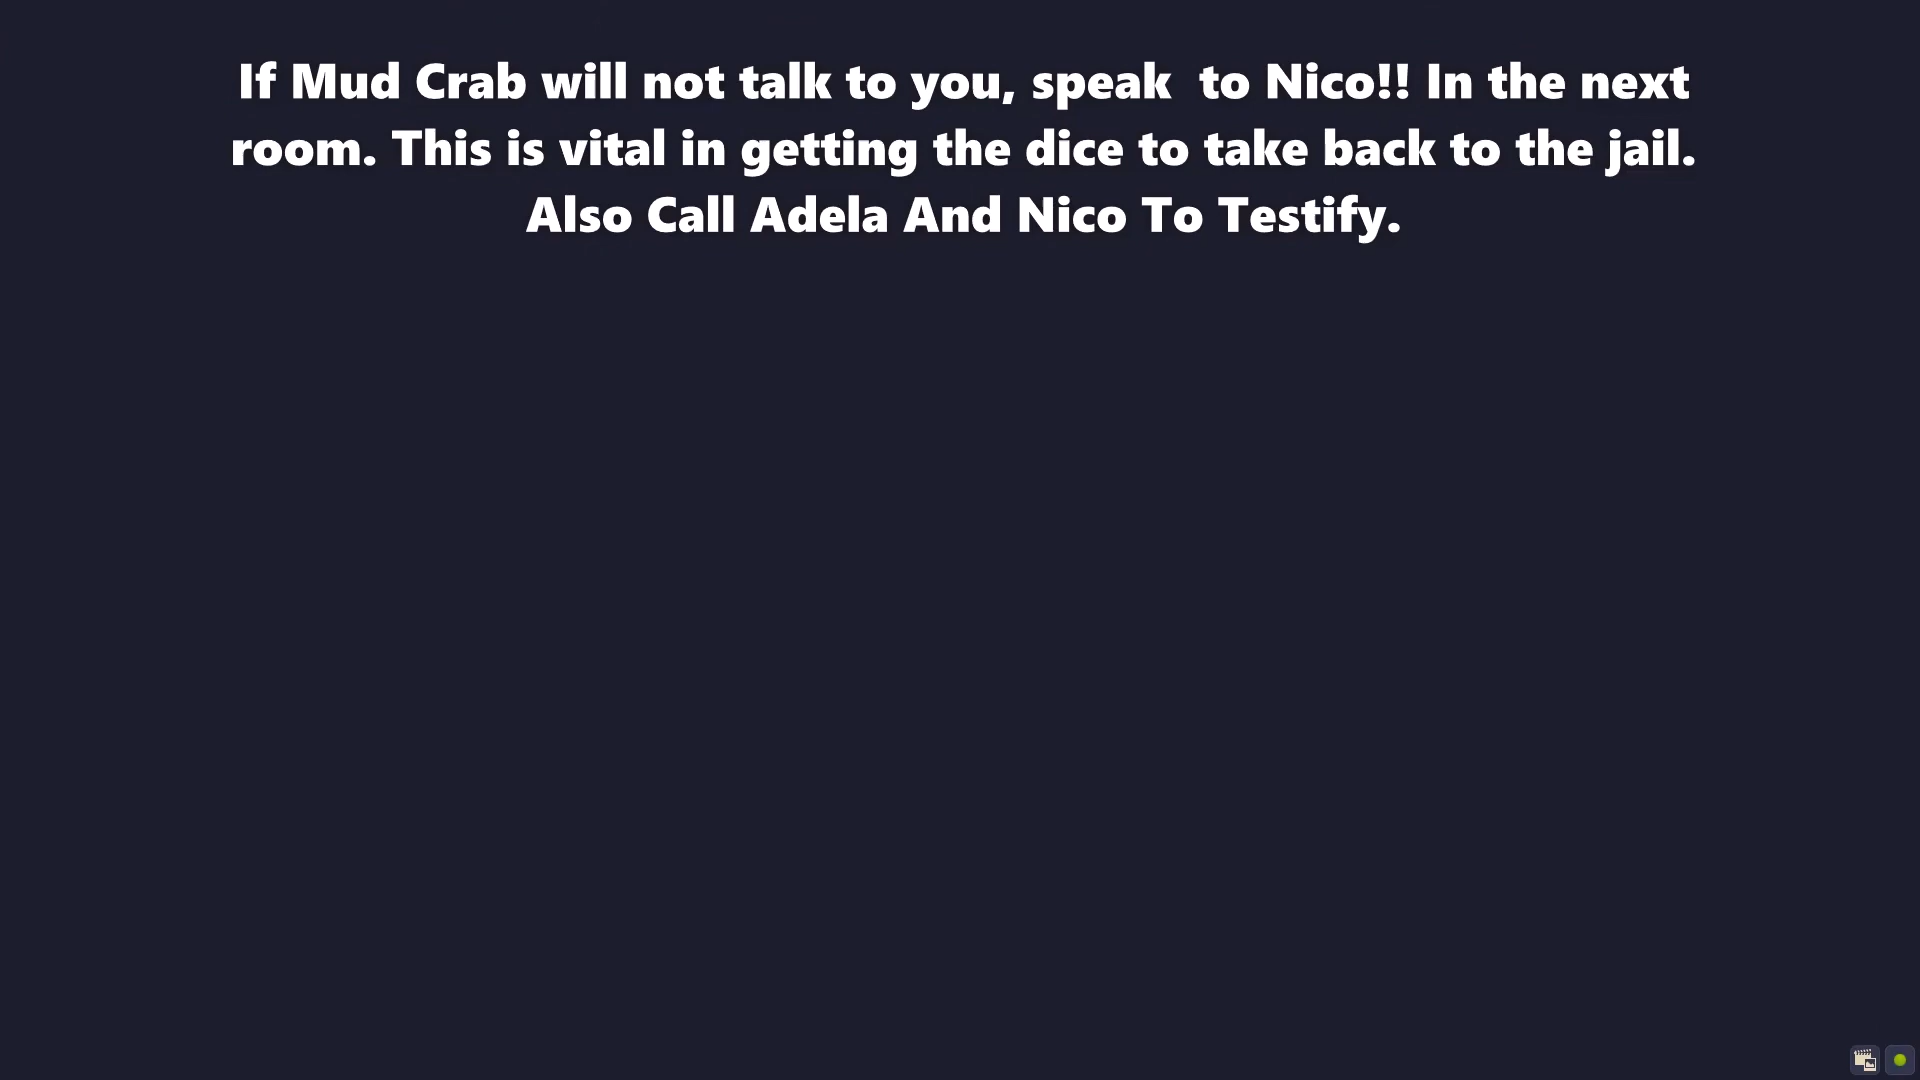 If Mud Crab will not talk to you, speak  to Nico!! In the next
room. This is vital in getting the dice to take back to the jail.
Also Call Adela And Nico To Testify.